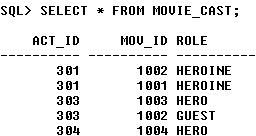 SQL> SELECT * FROM MOVIE_CAST;
ACT_ID MOV_ID ROLE
---------- ---------- ----------
301 1002 HEROINE
301 1001 HEROINE
303 1003 HERO
303 1002 GUEST
304 1004 HERO